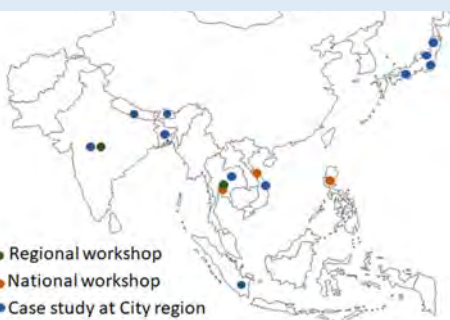 Regional workshop
National workshop
Case study at City region